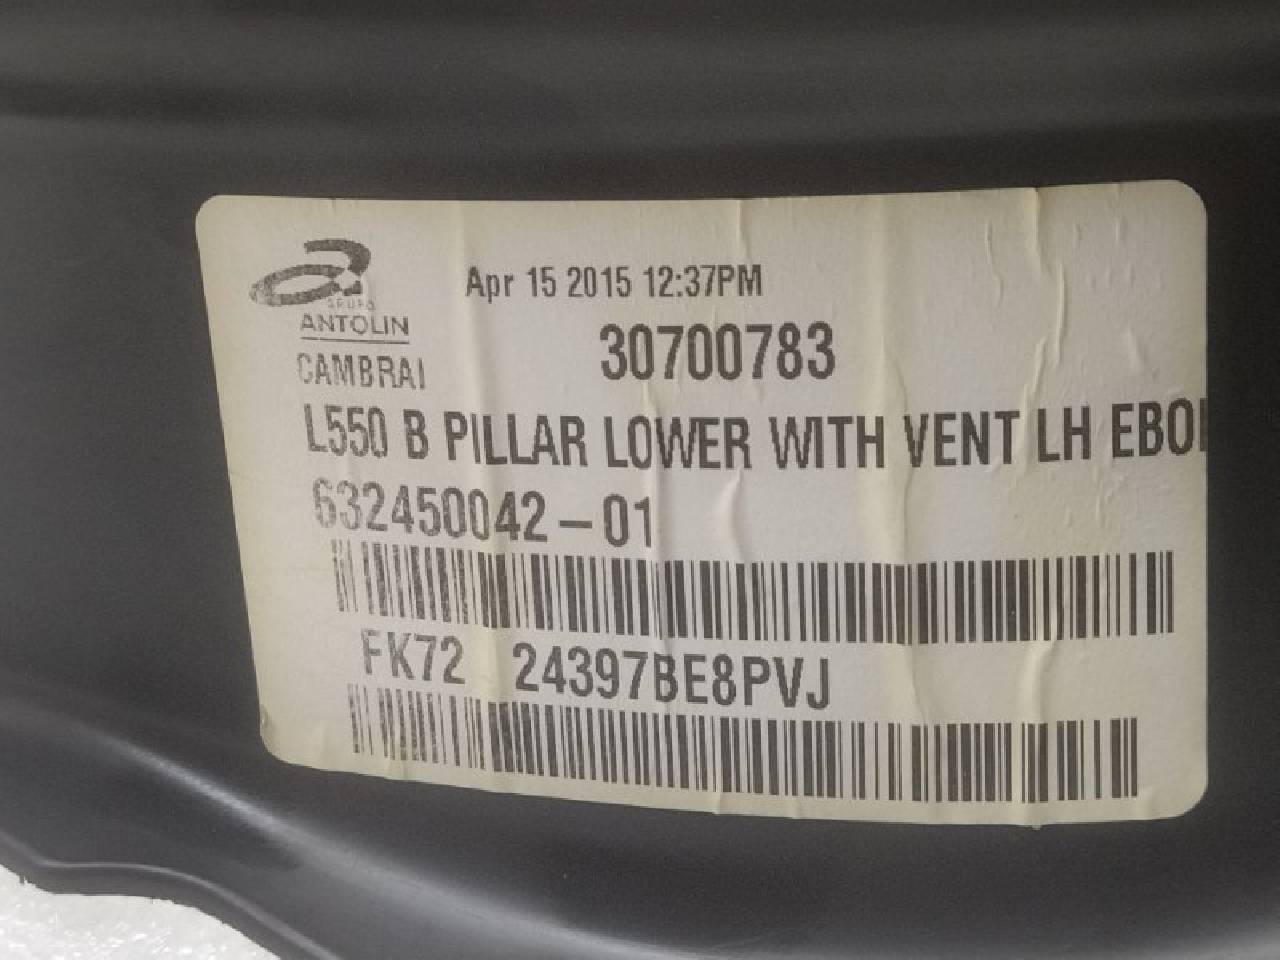 Apr 15 2015 12:37PM
GRUPO
ANTOLIN
30700783
CAMBRAI
L550 B PILLAR LOWER WITH VENT LH EBO
632450042-01
FK72 24397BE8PVJ